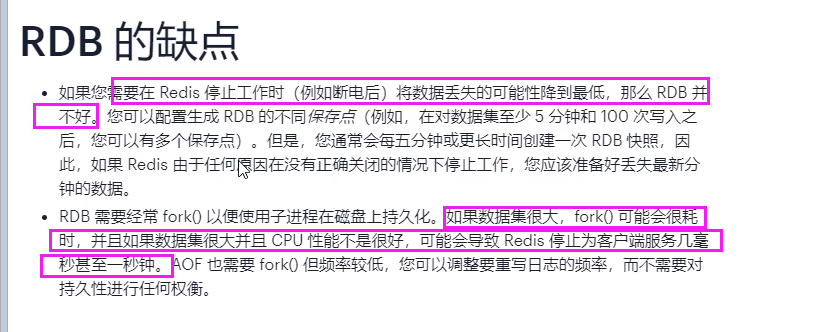 RDB 的缺点
如果您需要在 Redis 停止工作时（例如断电后）将数据丢失的可能性降到最低，那么 RDB 并
不好。您可以配置生成 RDB 的不同保存点（例如，在对数据集至少 5 分钟和 100 次写入之
后，您可以有多个保存点）。但是，您通常会每五分钟或更长时间创建一次 RDB 快照，因
此，如果 Redis 由于任何原因在没有正确关闭的情况下停止工作，您应该准备好丢失最新分
钟的数据。
RDB 需要经常 fork() 以便使用子进程在磁盘上持久化。如果数据集很大，fork() 可能会很耗
时，并且如果数据集很大并且 CPU 性能不是很好，可能会导致 Redis 停止为客户端服务几毫
秒甚至一秒钟。AOF 也需要 fork() 但频率较低，您可以调整要重写日志的频率，而不需要对
持久性进行任何权衡。